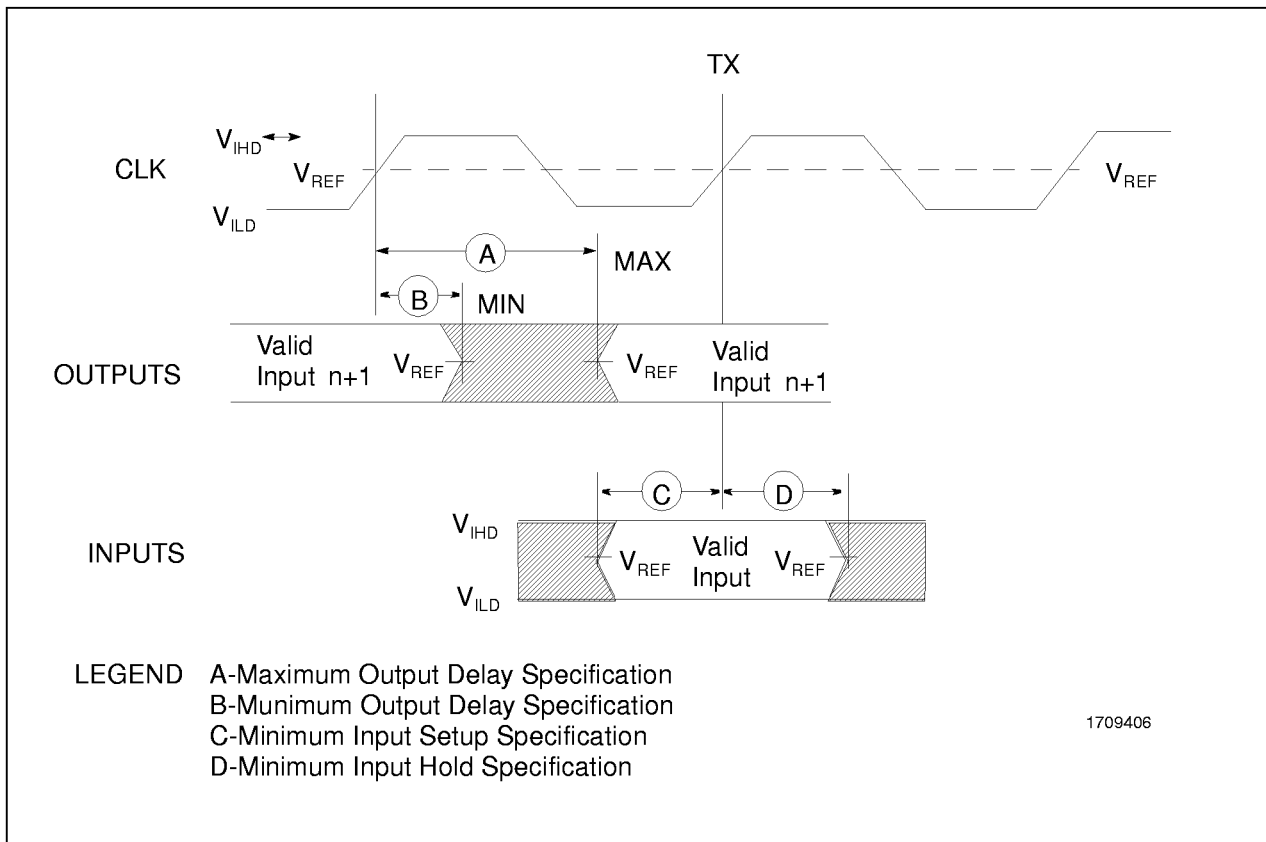 TX
V_IHD
CLK
V_REF
V_REF
V_ILD
A
MAX
B
MIN
OUTPUTS
Valid
Input n+1
V_REF
V_REF
Valid
Input n+1
C
D
INPUTS
V_IHD
V_REF
Valid
Input
V_REF
V_ILD
LEGEND A-Maximum Output Delay Specification
B-Munimum Output Delay Specification
C-Minimum Input Setup Specification
D-Minimum Input Hold Specification
1709406